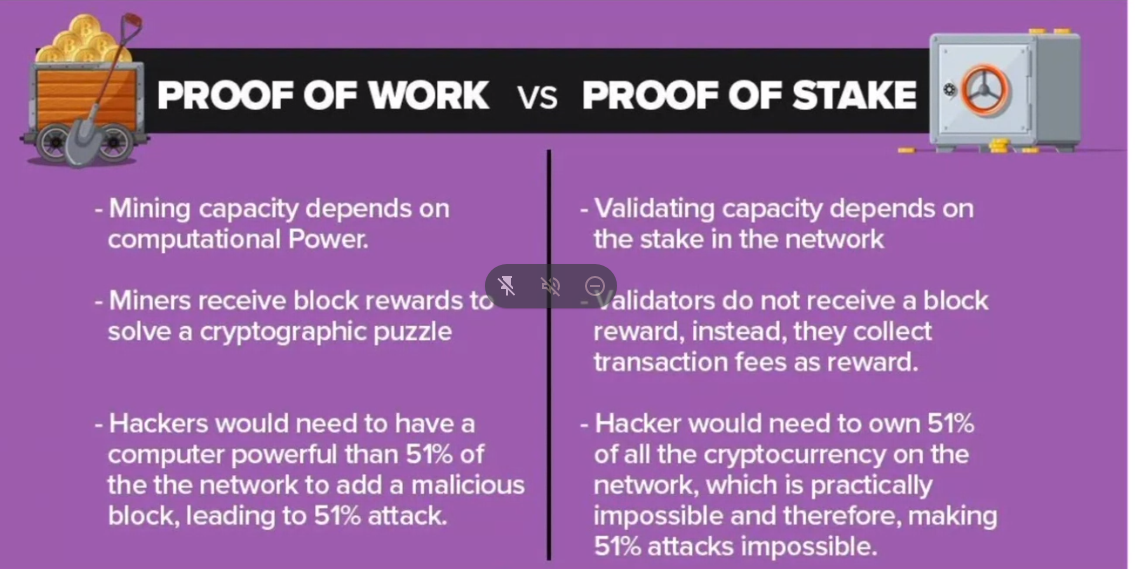 PROOF OF WORK VS PROOF OF STAKE
- Mining capacity depends on
computational Power.
- Miners receive block rewards to
solve a cryptographic puzzle
- Hackers would need to have a
computer powerful than 51% of
the the network to add a malicious
block, leading to 51% attack.
- Validating capacity depends on
the stake in the network
- Validators do not receive a block
reward, instead, they collect
transaction fees as reward.
- Hacker would need to own 51%
of all the cryptocurrency on the
network, which is practically
impossible and therefore, making
51% attacks impossible.